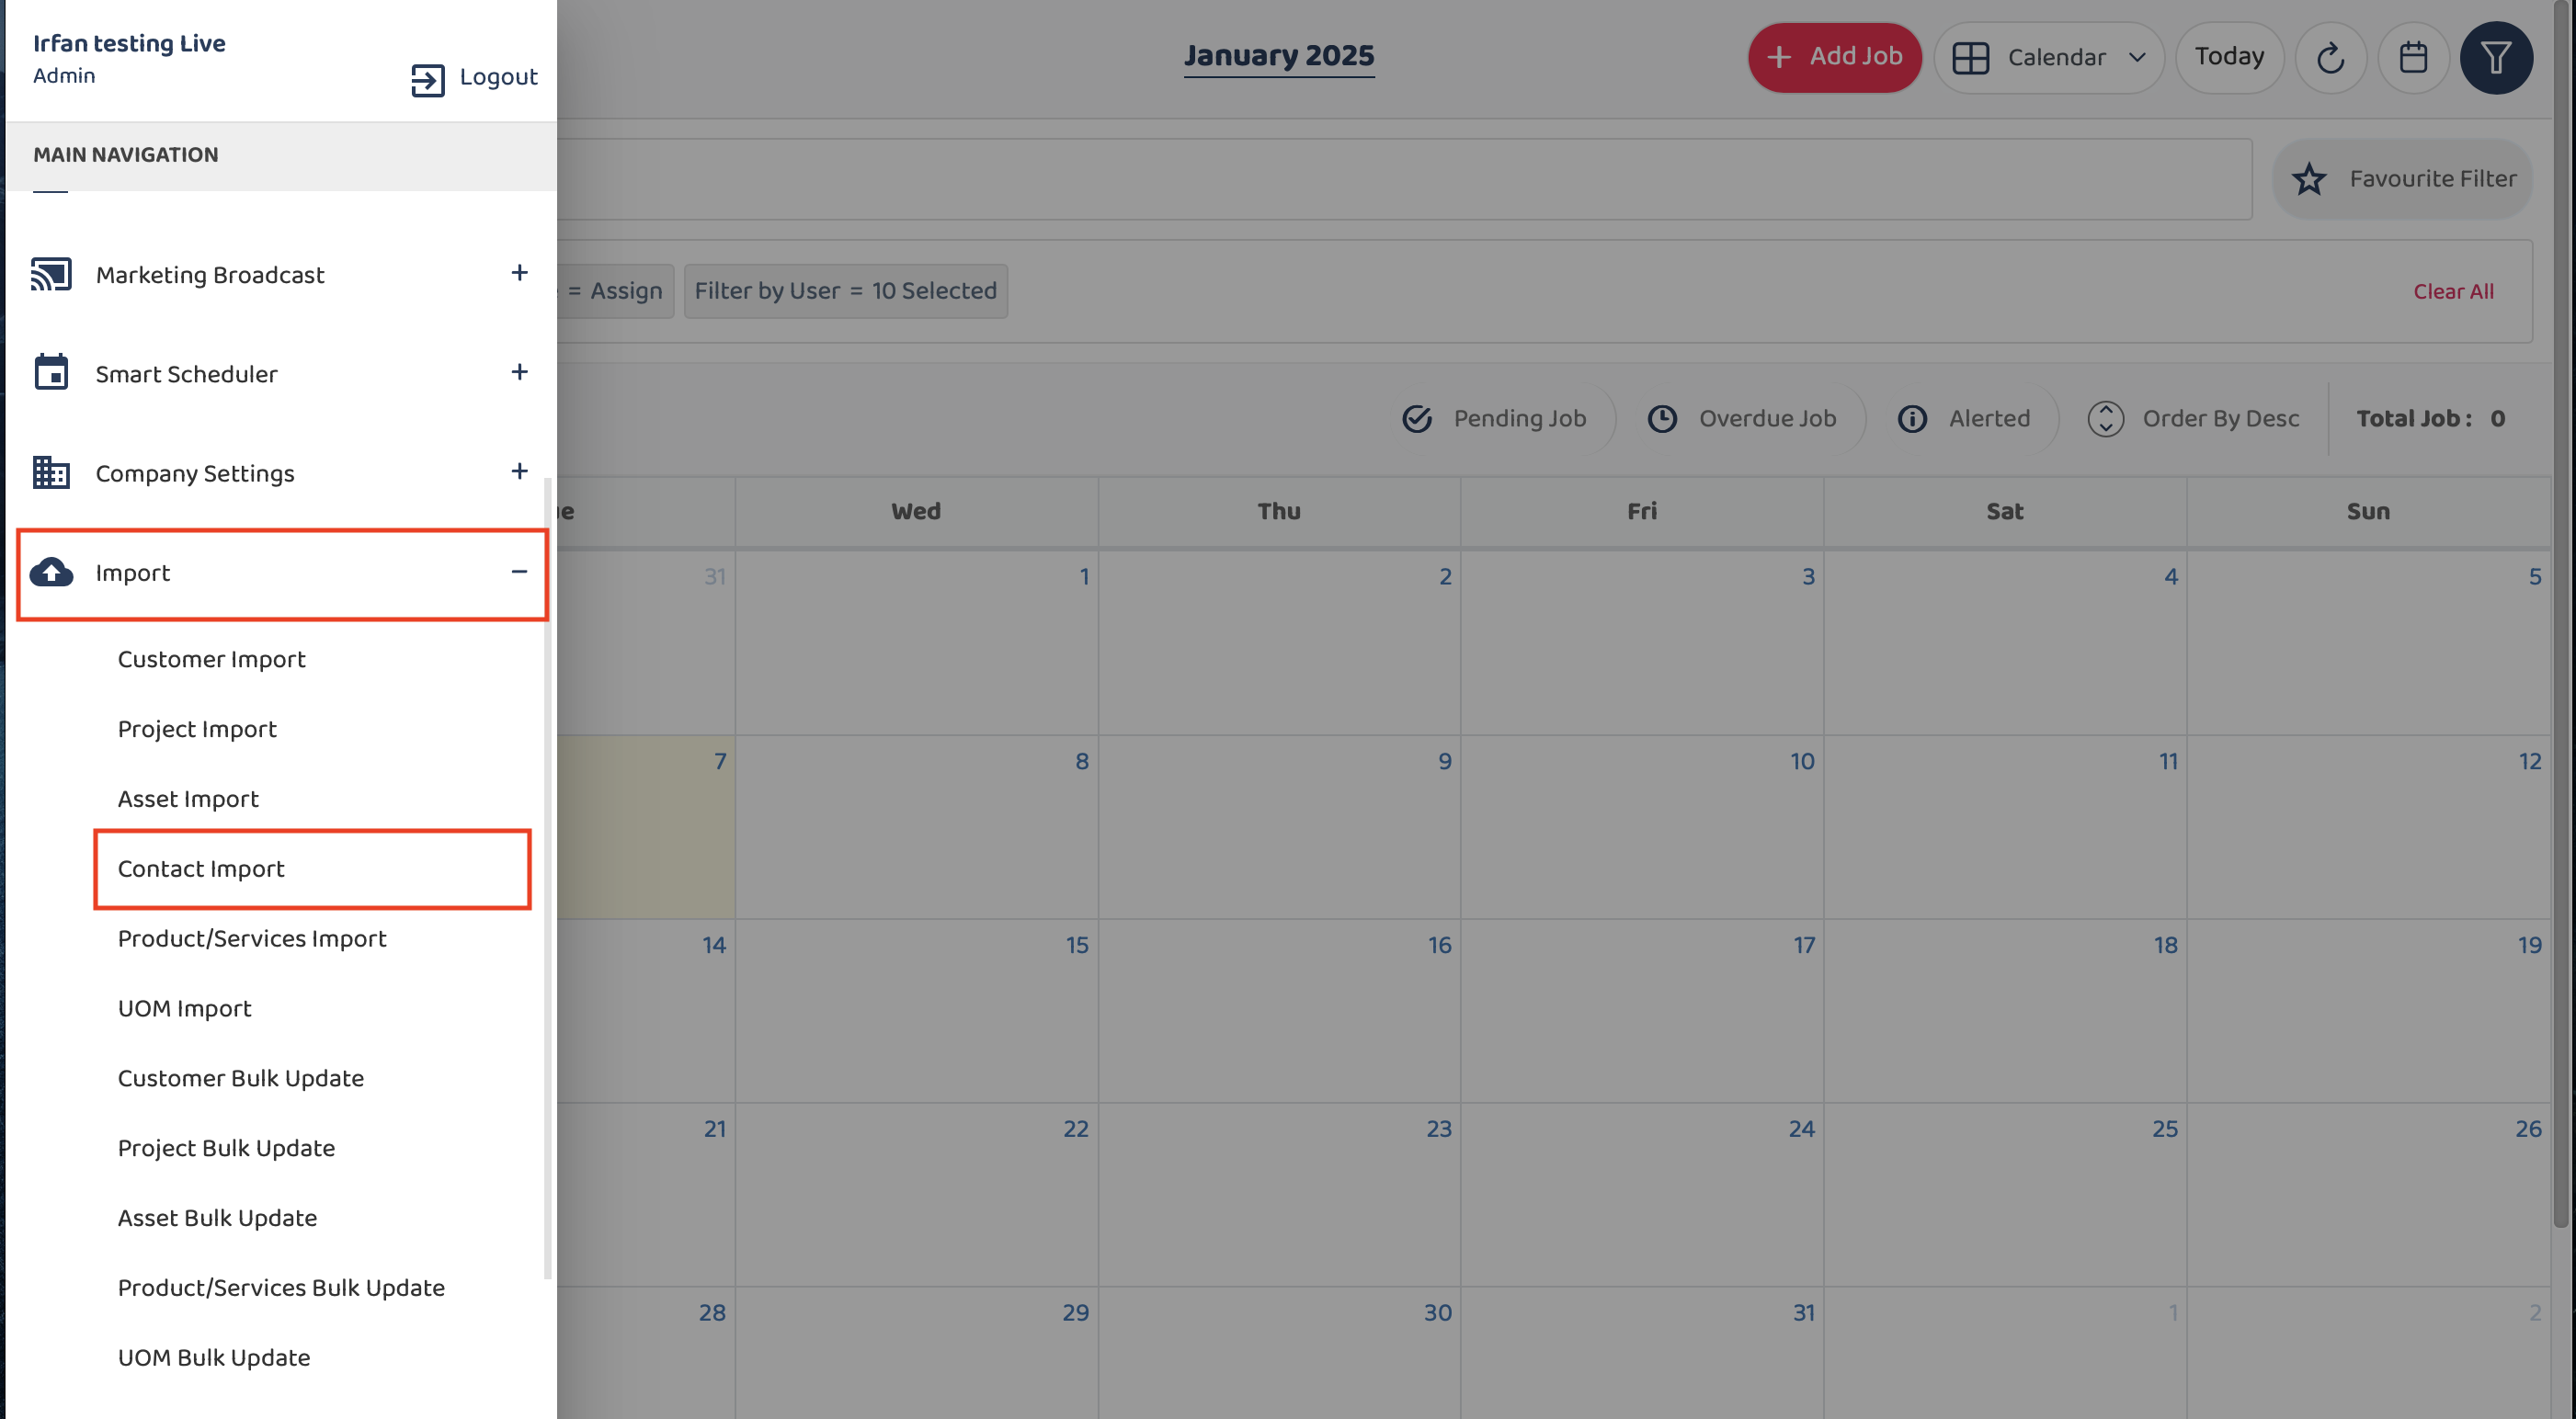 Irfan testing Live
Admin
Logout
MAIN NAVIGATION
Marketing Broadcast
Smart Scheduler
Company Settings
Import
Customer Import
Project Import
Asset Import
Contact Import
Product/Services Import
UOM Import
Customer Bulk Update
Project Bulk Update
Asset Bulk Update
Product/Services Bulk Update
UOM Bulk Update
January 2025
+ Add Job
Calendar
Today
Favourite Filter
= Assign
Filter by User = 10 Selected
Clear All
Pending Job
Overdue Job
Alerted
Order By Desc
Total Job : 0
Wed Thu Fri Sat Sun
31 1 2 3 4 5
7 8 9 10 11 12
14 15 16 17 18 19
21 22 23 24 25 26
28 29 30 31 1 2